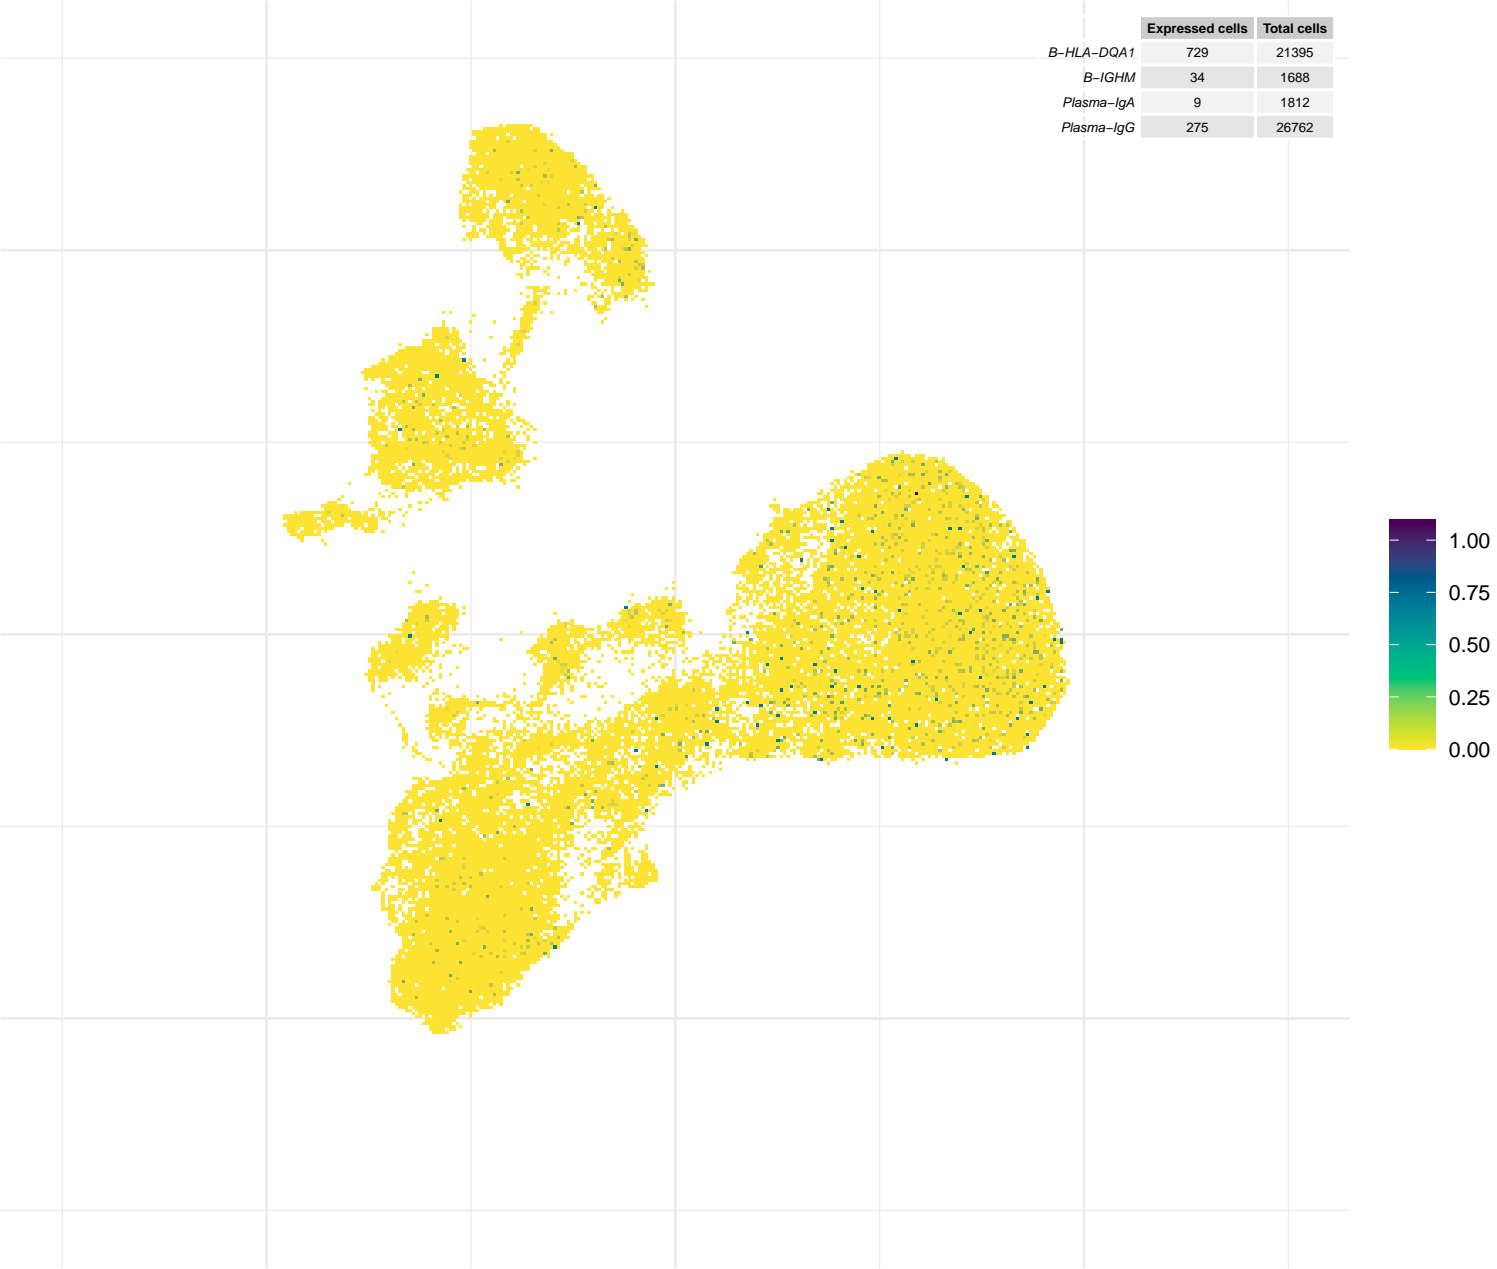 Expressed cells Total cells
B−HLA−DQA1 729 21395
B−IGHM 34 1688
Plasma−IgA 9 1812
Plasma−IgG 275 26762
1.00
0.75
0.50
0.25
0.00